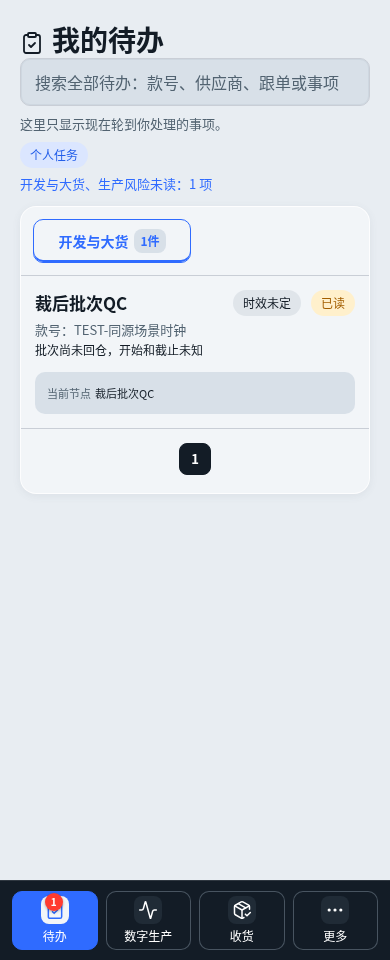 我的待办
搜索全部待办：款号、供应商、跟单或事项
这里只显示现在轮到你处理的事项。
个人任务
开发与大货、生产风险未读：1 项
开发与大货 1件
裁后批次QC 时效未定 已读
款号：TEST-同源场景时钟
批次尚未回仓，开始和截止未知
当前节点 裁后批次QC
1
1
待办 数字生产 收货 更多